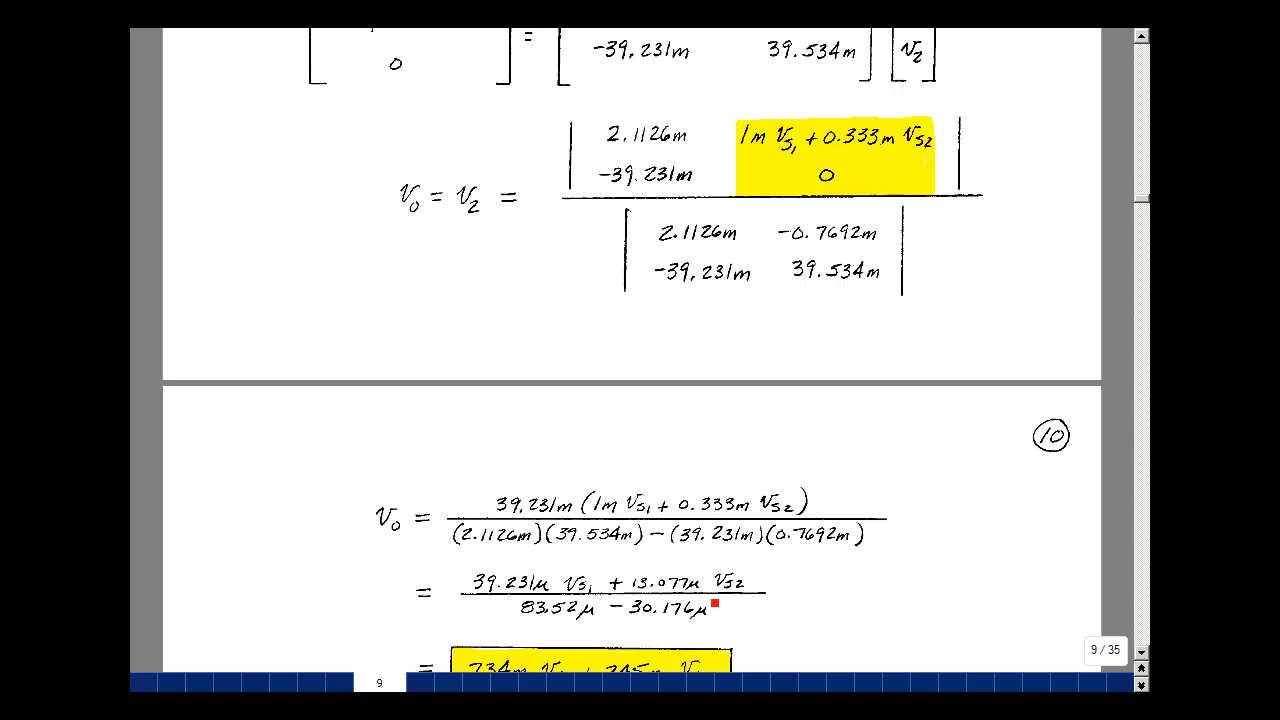 0 = -39.231m 39.534m V2
2.1126m 1m VS1 + 0.333m VS2
-39.231m 0
V0 = V2 =
2.1126m -0.7692m
-39.231m 39.534m
10
V0 = 39.231m (1m VS1 + 0.333m VS2)
(2.1126m)(39.534m) - (39.231m)(0.7692m)
= 39.231μ VS1 + 13.077μ VS2
83.52μ - 30.176μ
=
9 / 35
9